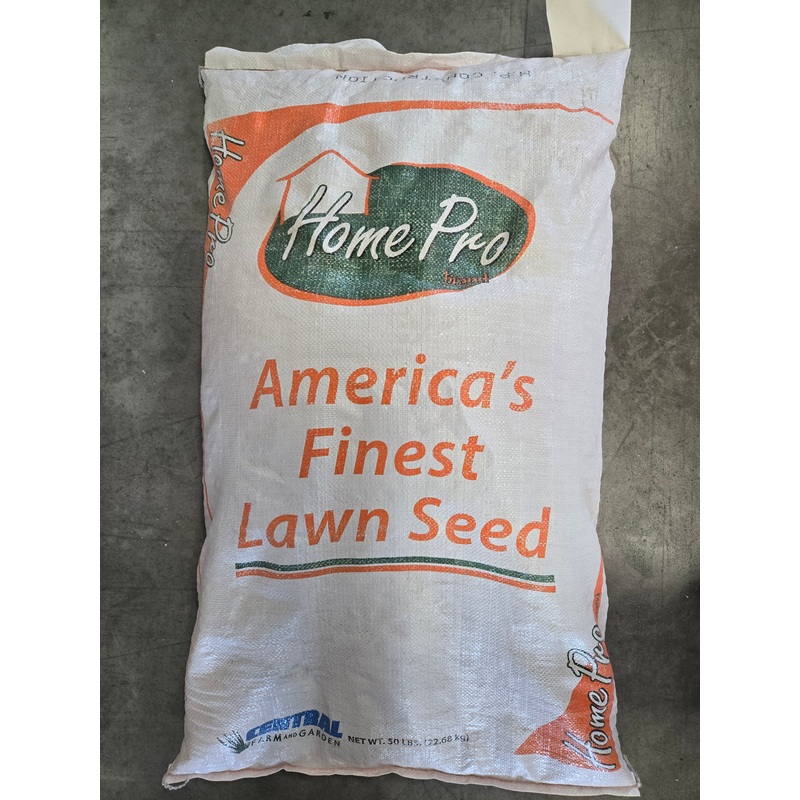 H.P. CONSTRUCTION
Home Pro
Home Pro
brand
America's
Finest
Lawn Seed
CENTRAL
FARM AND GARDEN
NET WT. 50 LBS. (22.68 kg)
Home Pro